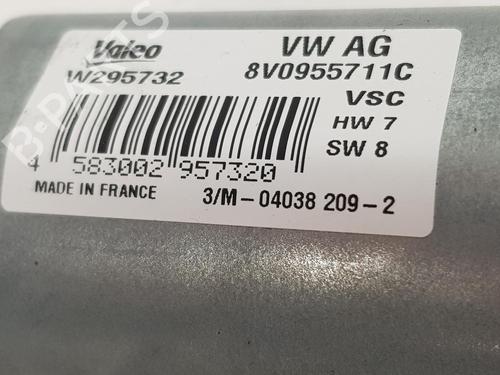 Valeo
VW AG
W295732
8V0955711C
VSC
HW 7
SW 8
4 583002 957320
MADE IN FRANCE
3/M-04038 209-2
B-PARTS